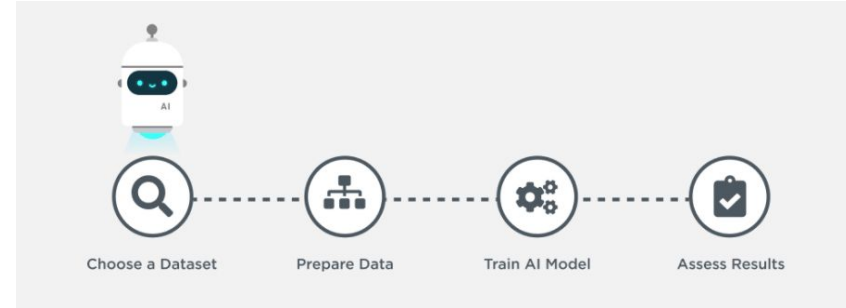 AI
Choose a Dataset
Prepare Data
Train AI Model
Assess Results